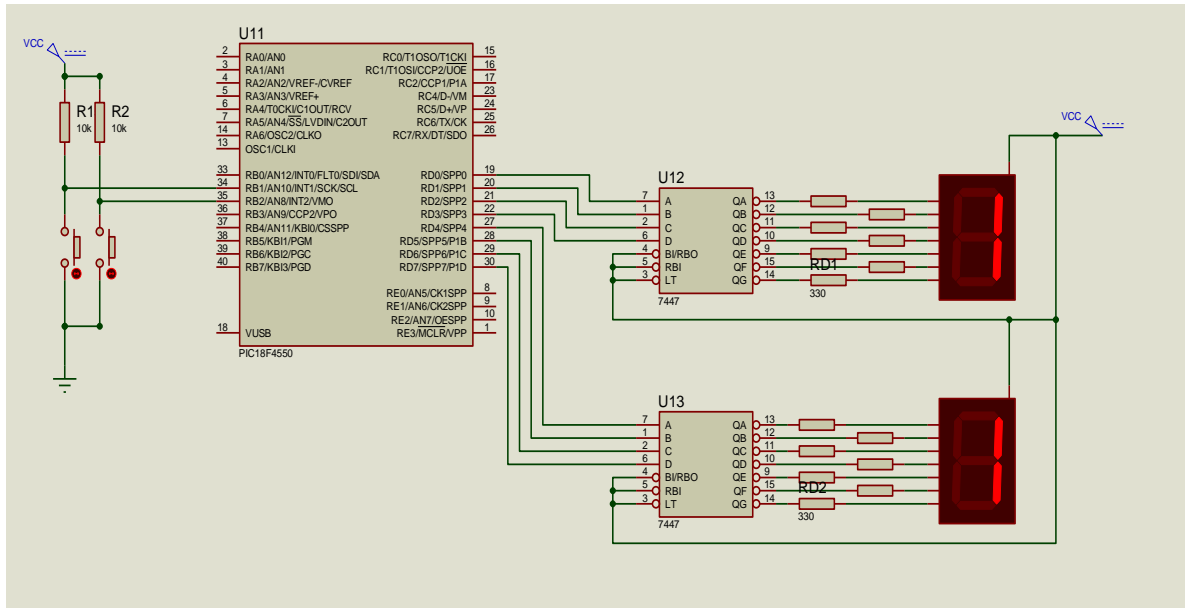 VCC
R1
10k
R2
10k
U11
2 RA0/AN0
3 RA1/AN1
4 RA2/AN2/VREF-/CVREF
5 RA3/AN3/VREF+
6 RA4/T0CKI/C1OUT/RCV
7 RA5/AN4/SS/LVDIN/C2OUT
14 RA6/OSC2/CLKO
13 OSC1/CLKI
33 RB0/AN12/INT0/FLT0/SDI/SDA
34 RB1/AN10/INT1/SCK/SCL
35 RB2/AN8/INT2/VMO
36 RB3/AN9/CCP2/VPO
37 RB4/AN11/KBI0/CSSPP
38 RB5/KBI1/PGM
39 RB6/KBI2/PGC
40 RB7/KBI3/PGD
18 VUSB
RC0/T1OSO/T1CKI 15
RC1/T1OSI/CCP2/UOE 16
RC2/CCP1/P1A 17
RC4/D-/VM 23
RC5/D+/VP 24
RC6/TX/CK 25
RC7/RX/DT/SDO 26
RD0/SPP0 19
RD1/SPP1 20
RD2/SPP2 21
RD3/SPP3 22
RD4/SPP4 27
RD5/SPP5/P1B 28
RD6/SPP6/P1C 29
RD7/SPP7/P1D 30
RE0/AN5/CK1SPP 8
RE1/AN6/CK2SPP 9
RE2/AN7/OESPP 10
RE3/MCLR/VPP 1
PIC18F4550
U12
7 A QA 13
1 B QB 12
2 C QC 11
6 D QD 10
4 BI/RBO QE 9
5 RBI QF 15
3 LT QG 14
7447
RD1
330
VCC
U13
7 A QA 13
1 B QB 12
2 C QC 11
6 D QD 10
4 BI/RBO QE 9
5 RBI QF 15
3 LT QG 14
7447
RD2
330